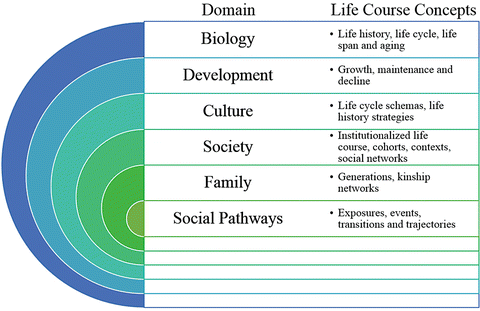 Domain Life Course Concepts
Biology
• Life history, life cycle, life
span and aging
Development
• Growth, maintenance and
decline
Culture
• Life cycle schemas, life
history strategies
Society
• Institutionalized life
course, cohorts, contexts,
social networks
Family
• Generations, kinship
networks
Social Pathways
• Exposures, events,
transitions and trajectories